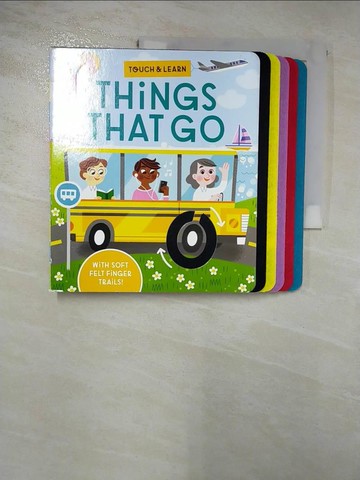 TOUCH & LEARN
THiNGS
THAT GO
WITH SOFT
FELT FINGER
TRAILS!